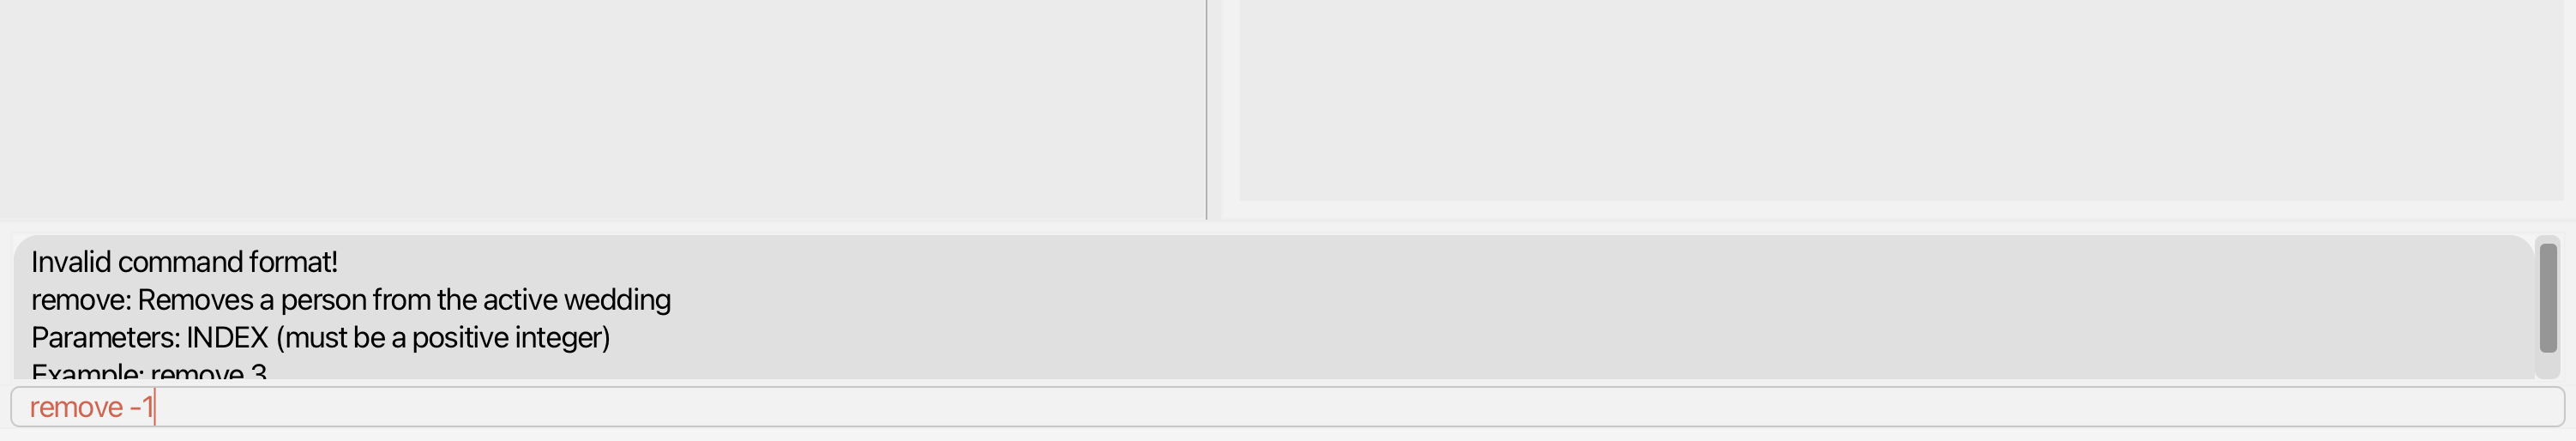 Invalid command format!
remove: Removes a person from the active wedding
Parameters: INDEX (must be a positive integer)
Example: remove 3
remove -1